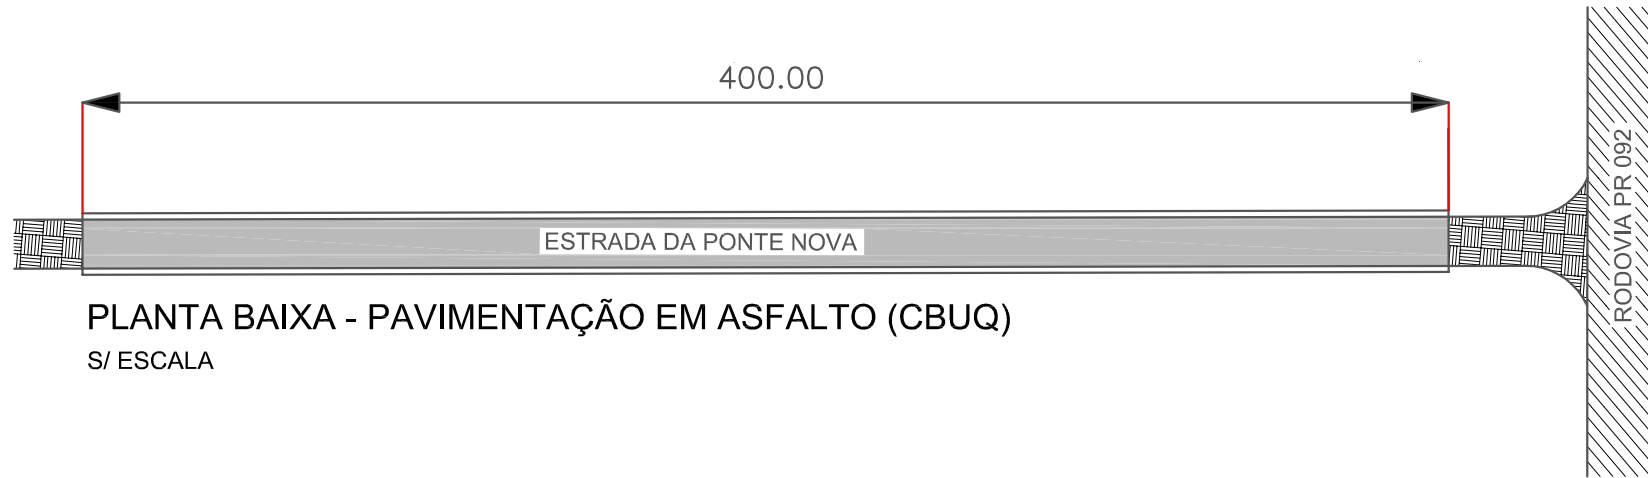 400.00
RODOVIA PR 092
ESTRADA DA PONTE NOVA
PLANTA BAIXA - PAVIMENTAÇÃO EM ASFALTO (CBUQ)
S/ ESCALA